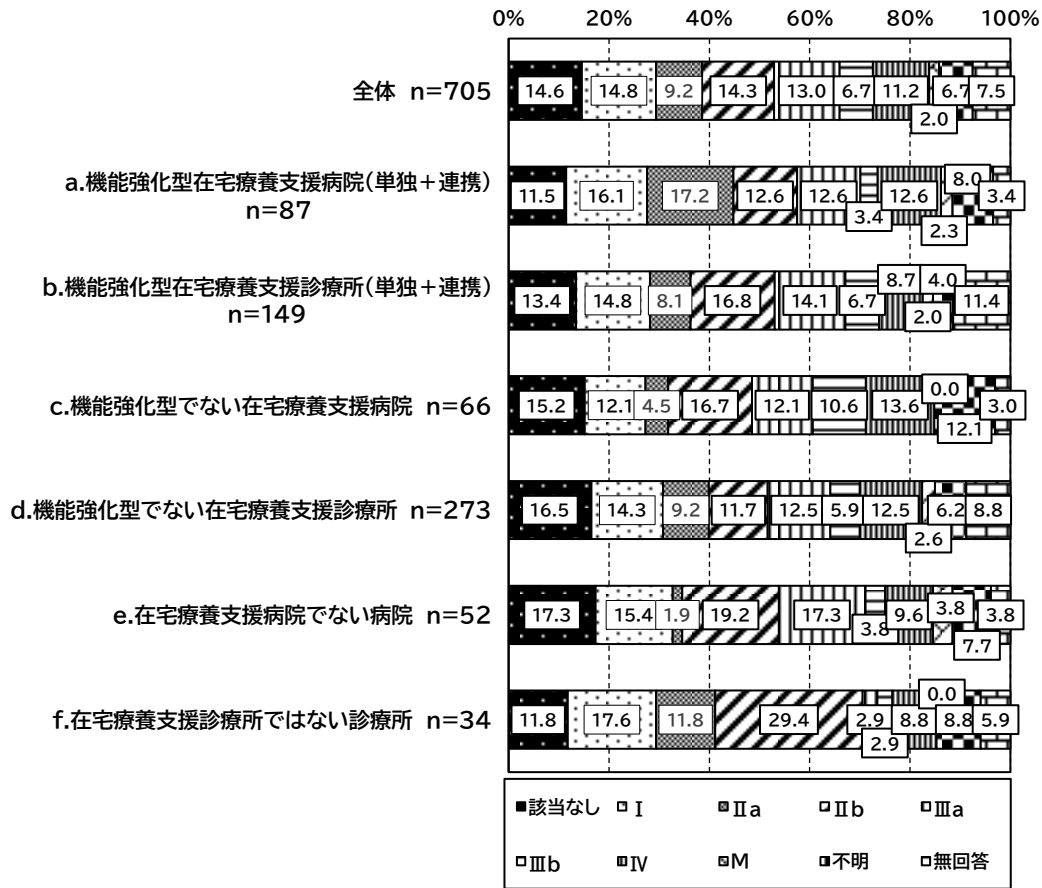 0% 20% 40% 60% 80% 100%
全体 n=705
14.6 14.8 9.2 14.3 13.0 6.7 11.2 2.0 6.7 7.5
a.機能強化型在宅療養支援病院(単独＋連携)
n=87
11.5 16.1 17.2 12.6 12.6 3.4 12.6 2.3 8.0 3.4
b.機能強化型在宅療養支援診療所(単独＋連携)
n=149
13.4 14.8 8.1 16.8 14.1 6.7 8.7 2.0 4.0 11.4
c.機能強化型でない在宅療養支援病院 n=66
15.2 12.1 4.5 16.7 12.1 10.6 13.6 0.0 12.1 3.0
d.機能強化型でない在宅療養支援診療所 n=273
16.5 14.3 9.2 11.7 12.5 5.9 12.5 2.6 6.2 8.8
e.在宅療養支援病院でない病院 n=52
17.3 15.4 1.9 19.2 17.3 3.8 9.6 3.8 7.7 3.8
f.在宅療養支援診療所ではない診療所 n=34
11.8 17.6 11.8 29.4 2.9 2.9 8.8 0.0 8.8 5.9
該当なし Ⅰ Ⅱa Ⅱb Ⅲa
Ⅲb Ⅳ M 不明 無回答